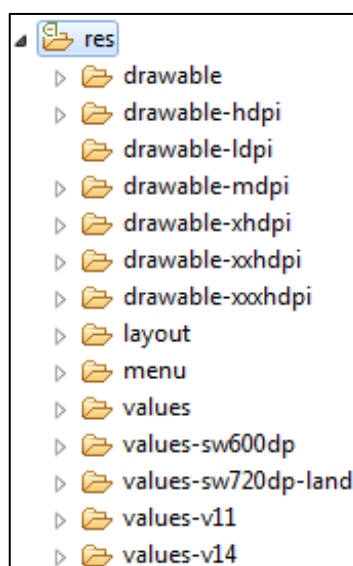 res
drawable
drawable-hdpi
drawable-ldpi
drawable-mdpi
drawable-xhdpi
drawable-xxhdpi
drawable-xxxhdpi
layout
menu
values
values-sw600dp
values-sw720dp-land
values-v11
values-v14